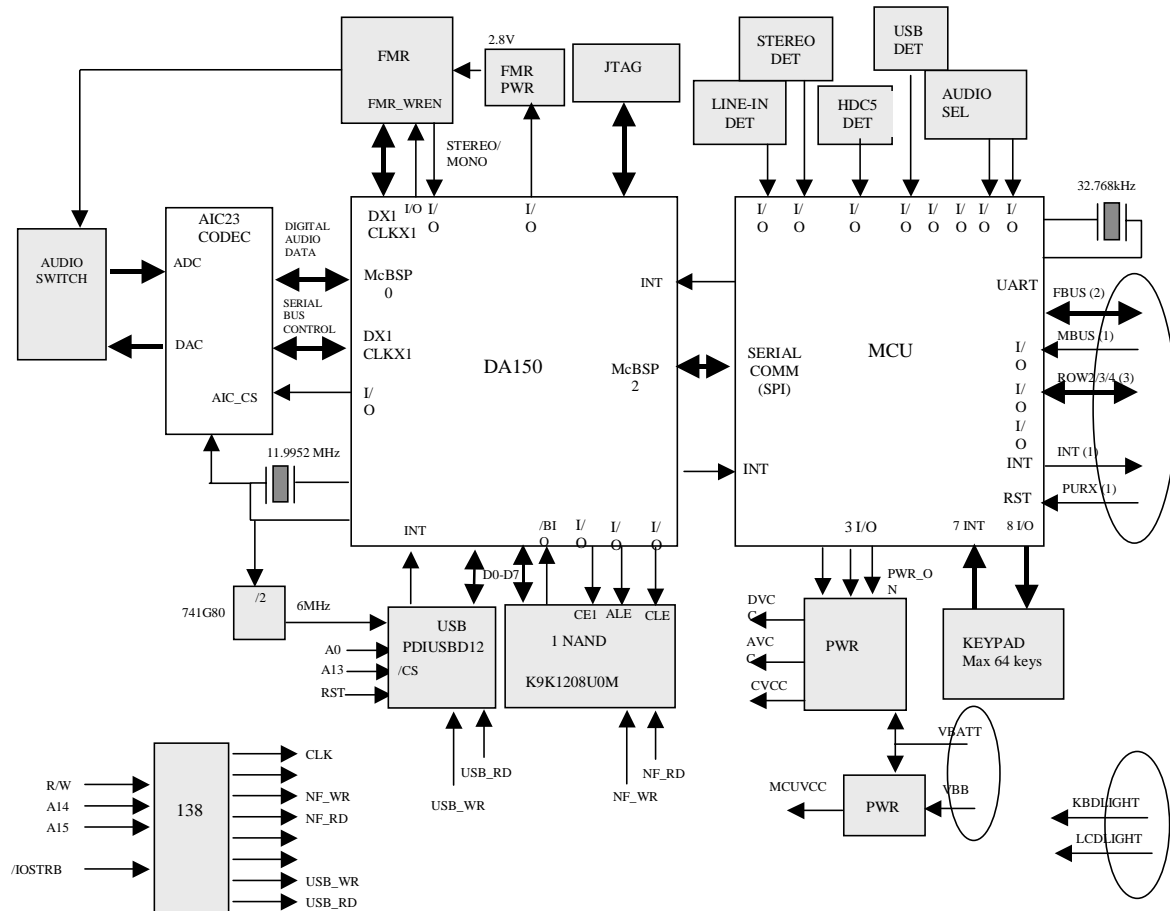 FMR
FMR_WREN
2.8V
FMR
PWR
JTAG
STEREO/
MONO
STEREO
DET
USB
DET
LINE-IN
DET
HDC5
DET
AUDIO
SEL
32.768kHz
AUDIO
SWITCH
AIC23
CODEC
ADC
DAC
AIC_CS
DIGITAL
AUDIO
DATA
SERIAL
BUS
CONTROL
DX1
CLKX1
I/O
I/
O
I/
O
McBSP
0
DX1
CLKX1
I/
O
DA150
INT
McBSP
2
INT
/BI
O
I/
O
I/
O
I/
O
I/
O
I/
O
I/
O
I/
O
I/
O
I/
O
I/
O
I/
O
UART
SERIAL
COMM
(SPI)
MCU
INT
I/
O
I/
O
I/
O
INT
RST
3 I/O
7 INT
8 I/O
FBUS (2)
MBUS (1)
ROW2/3/4 (3)
INT (1)
PURX (1)
11.9952 MHz
741G80
/2
6MHz
A0
A13
RST
USB
PDIUSBD12
/CS
D0-D7
CE1
ALE
CLE
1 NAND
K9K1208U0M
USB_RD
USB_WR
NF_RD
NF_WR
PWR_O
N
DVC
C
AVC
C
CVCC
PWR
KEYPAD
Max 64 keys
VBATT
MCUVCC
PWR
VBB
KBDLIGHT
LCDLIGHT
R/W
A14
A15
/IOSTRB
138
CLK
NF_WR
NF_RD
USB_WR
USB_RD